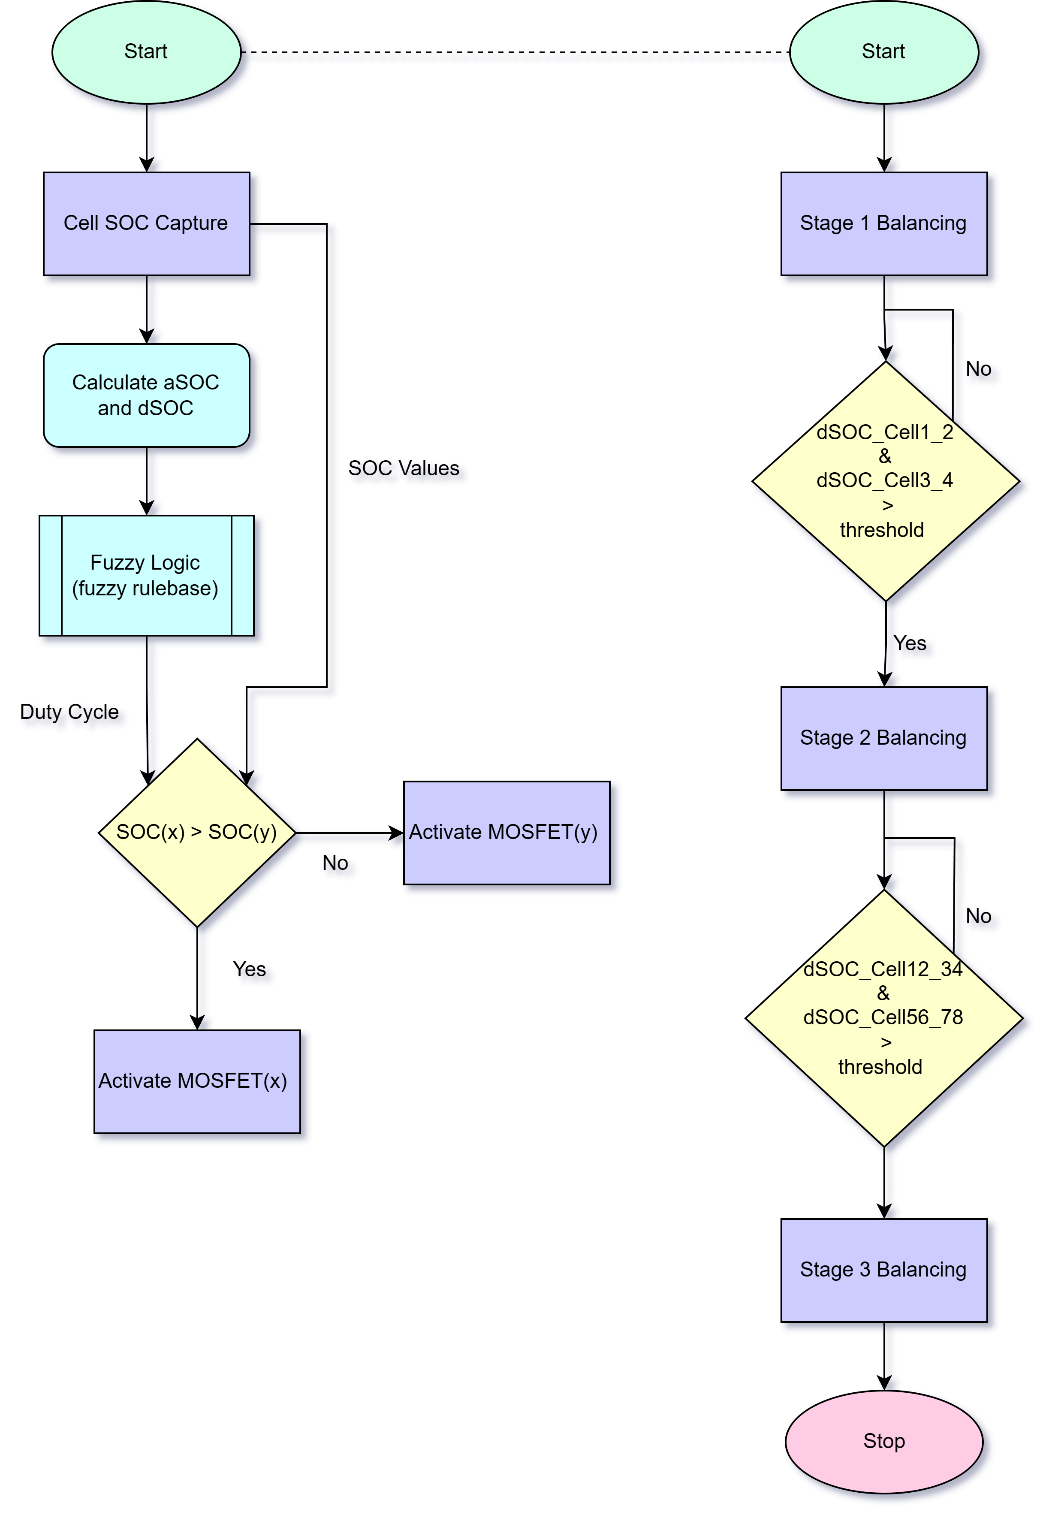 Start
Cell SOC Capture
Calculate aSOC
and dSOC
SOC Values
Fuzzy Logic
(fuzzy rulebase)
Duty Cycle
SOC(x) > SOC(y)
No
Activate MOSFET(y)
Yes
Activate MOSFET(x)
Start
Stage 1 Balancing
No
dSOC_Cell1_2
&
dSOC_Cell3_4
>
threshold
Yes
Stage 2 Balancing
No
dSOC_Cell12_34
&
dSOC_Cell56_78
>
threshold
Stage 3 Balancing
Stop